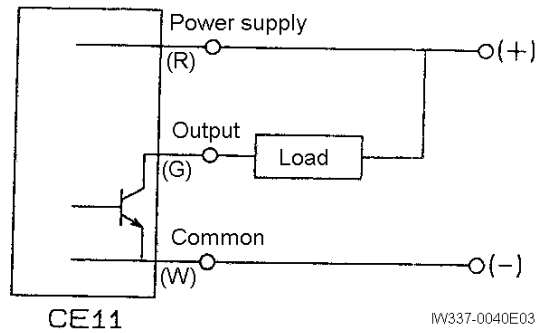 Power supply
(R)
(+)
Output
(G)
Load
Common
(W)
(-)
CE11
IW337-0040E03